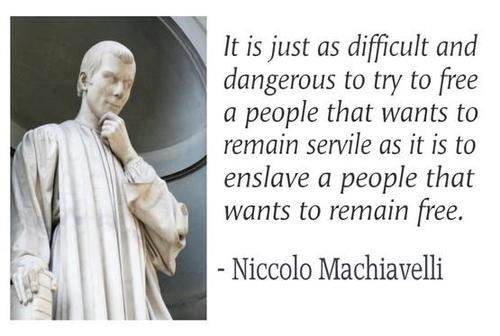 It is just as difficult and
dangerous to try to free
a people that wants to
remain servile as it is to
enslave a people that
wants to remain free.
- Niccolo Machiavelli